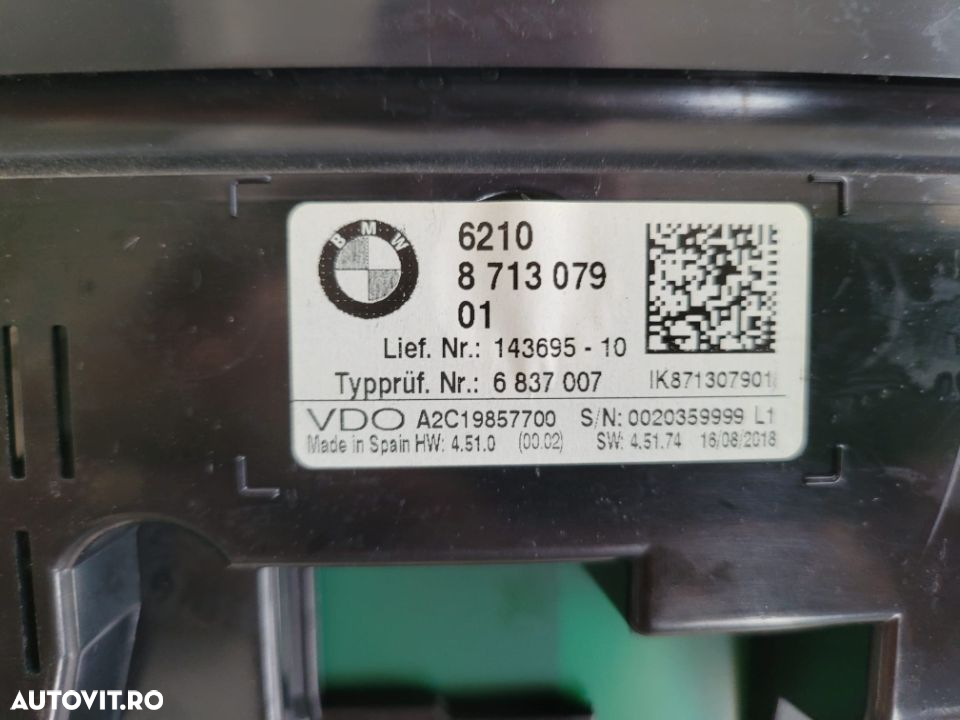 BMW
6210
8 713 079
01
Lief. Nr.: 143695 - 10
Typprüf. Nr.: 6 837 007
IK871307901
VDO A2C19857700 S/N: 0020359999 L1
Made in Spain HW: 4.51.0 (00.02) SW: 4.51.74 16/08/2018
AUTOVIT.RO